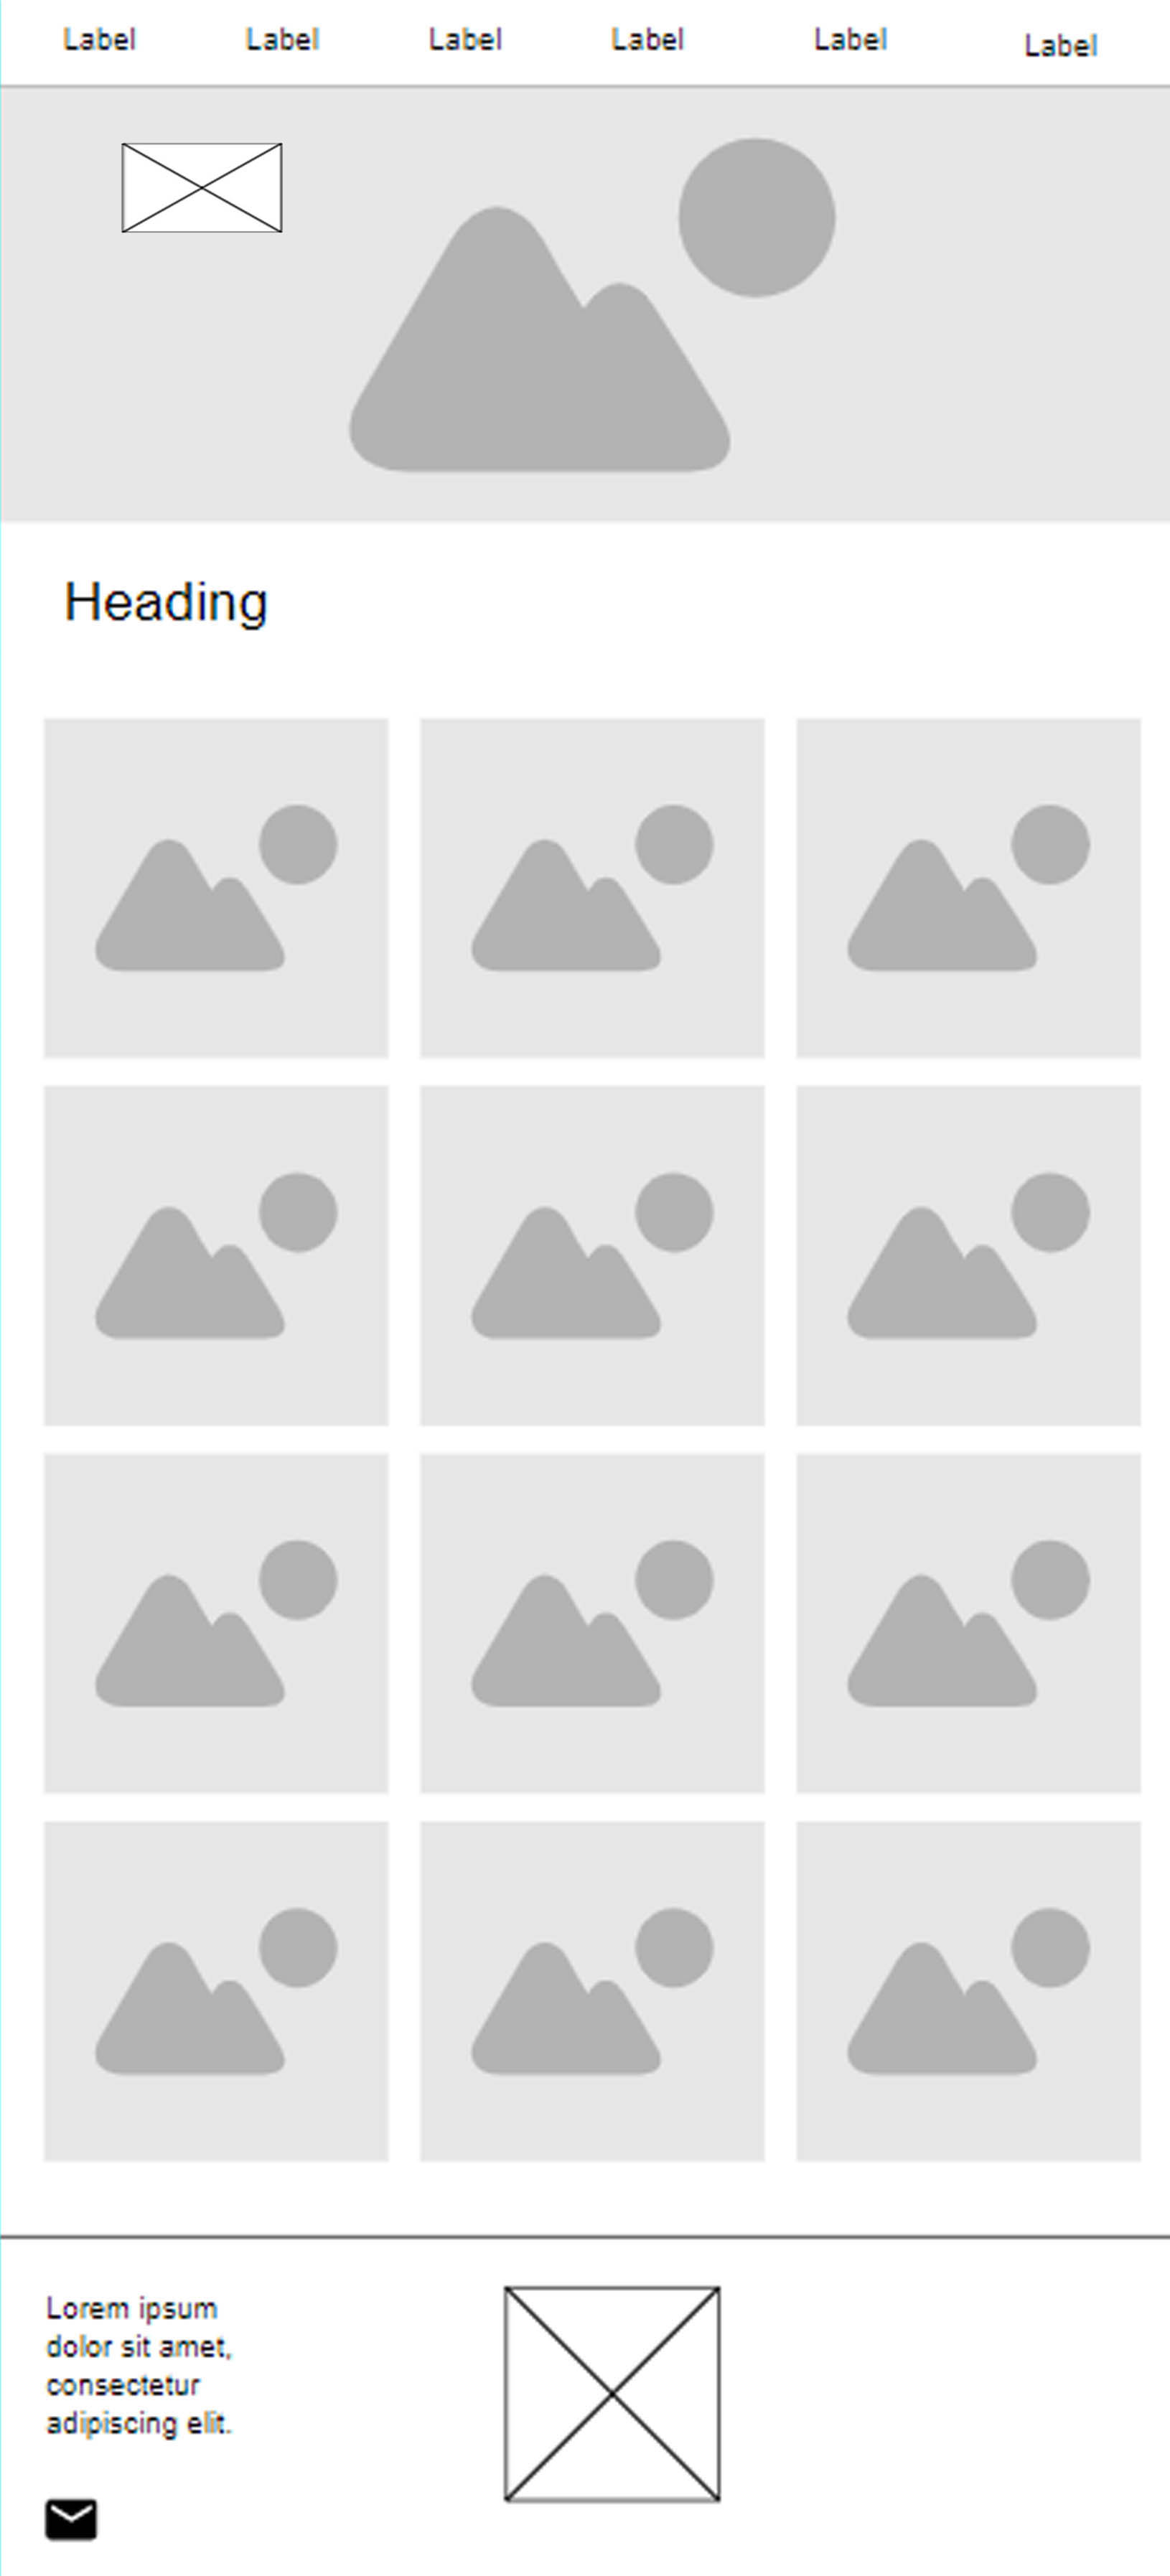 Label Label Label Label Label Label
Heading
Lorem ipsum
dolor sit amet,
consectetur
adipiscing elit.